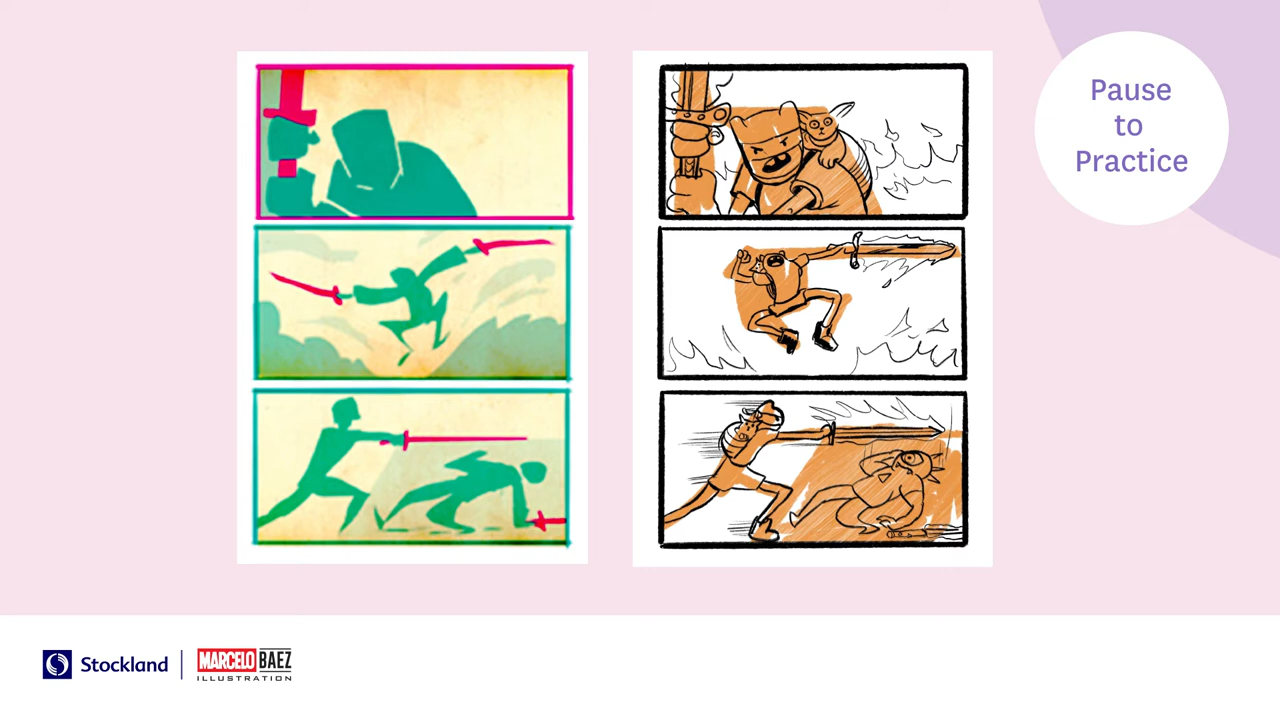 Pause
to
Practice
Stockland
MARCELO BAEZ
ILLUSTRATION